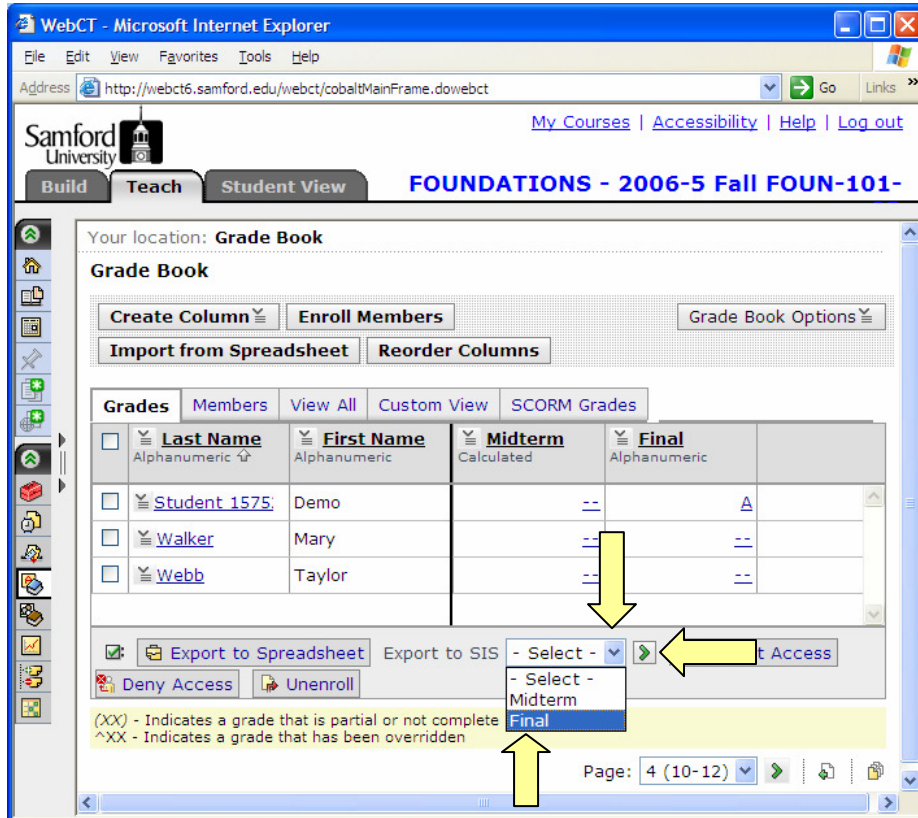 WebCT - Microsoft Internet Explorer
File Edit View Favorites Tools Help
Address http://webct6.samford.edu/webct/cobaltMainFrame.dowebct Go Links »
My Courses | Accessibility | Help | Log out
Samford
University
Build Teach Student View FOUNDATIONS - 2006-5 Fall FOUN-101-
Your location: Grade Book
Grade Book
Create Column Enroll Members Grade Book Options
Import from Spreadsheet Reorder Columns
Grades Members View All Custom View SCORM Grades
Last Name First Name Midterm Final
Alphanumeric Alphanumeric Calculated Alphanumeric
Student 1575 Demo -- A
Walker Mary -- --
Webb Taylor -- --
Export to Spreadsheet Export to SIS - Select - t Access
Deny Access Unenroll - Select -
Midterm
Final
(XX) - Indicates a grade that is partial or not complete
^XX - Indicates a grade that has been overridden
Page: 4 (10-12)